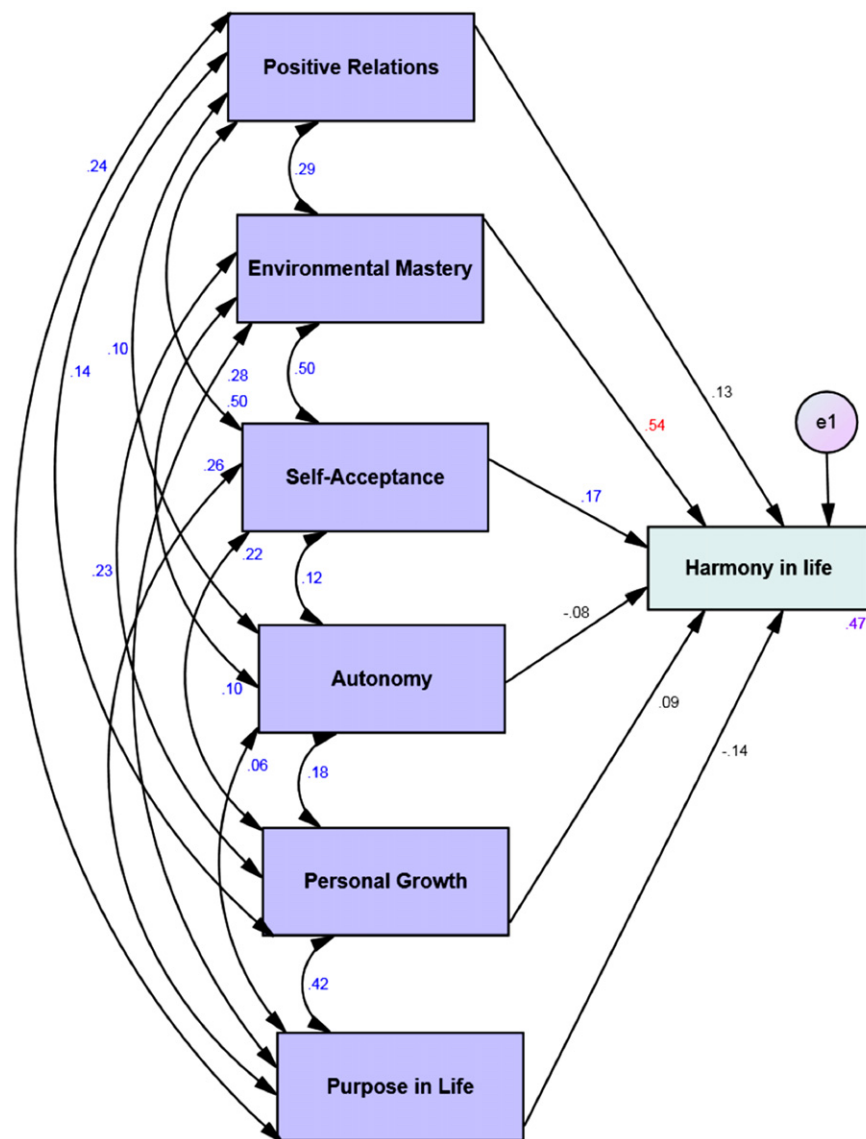 Positive Relations
.24
.29
Environmental Mastery
.10
.14
.28
.50
.50
.13
.54
e1
.26
Self-Acceptance
.17
.22
.23
.12
Harmony in life
.47
-.08
Autonomy
.10
.09
.06
.18
-.14
Personal Growth
.42
Purpose in Life